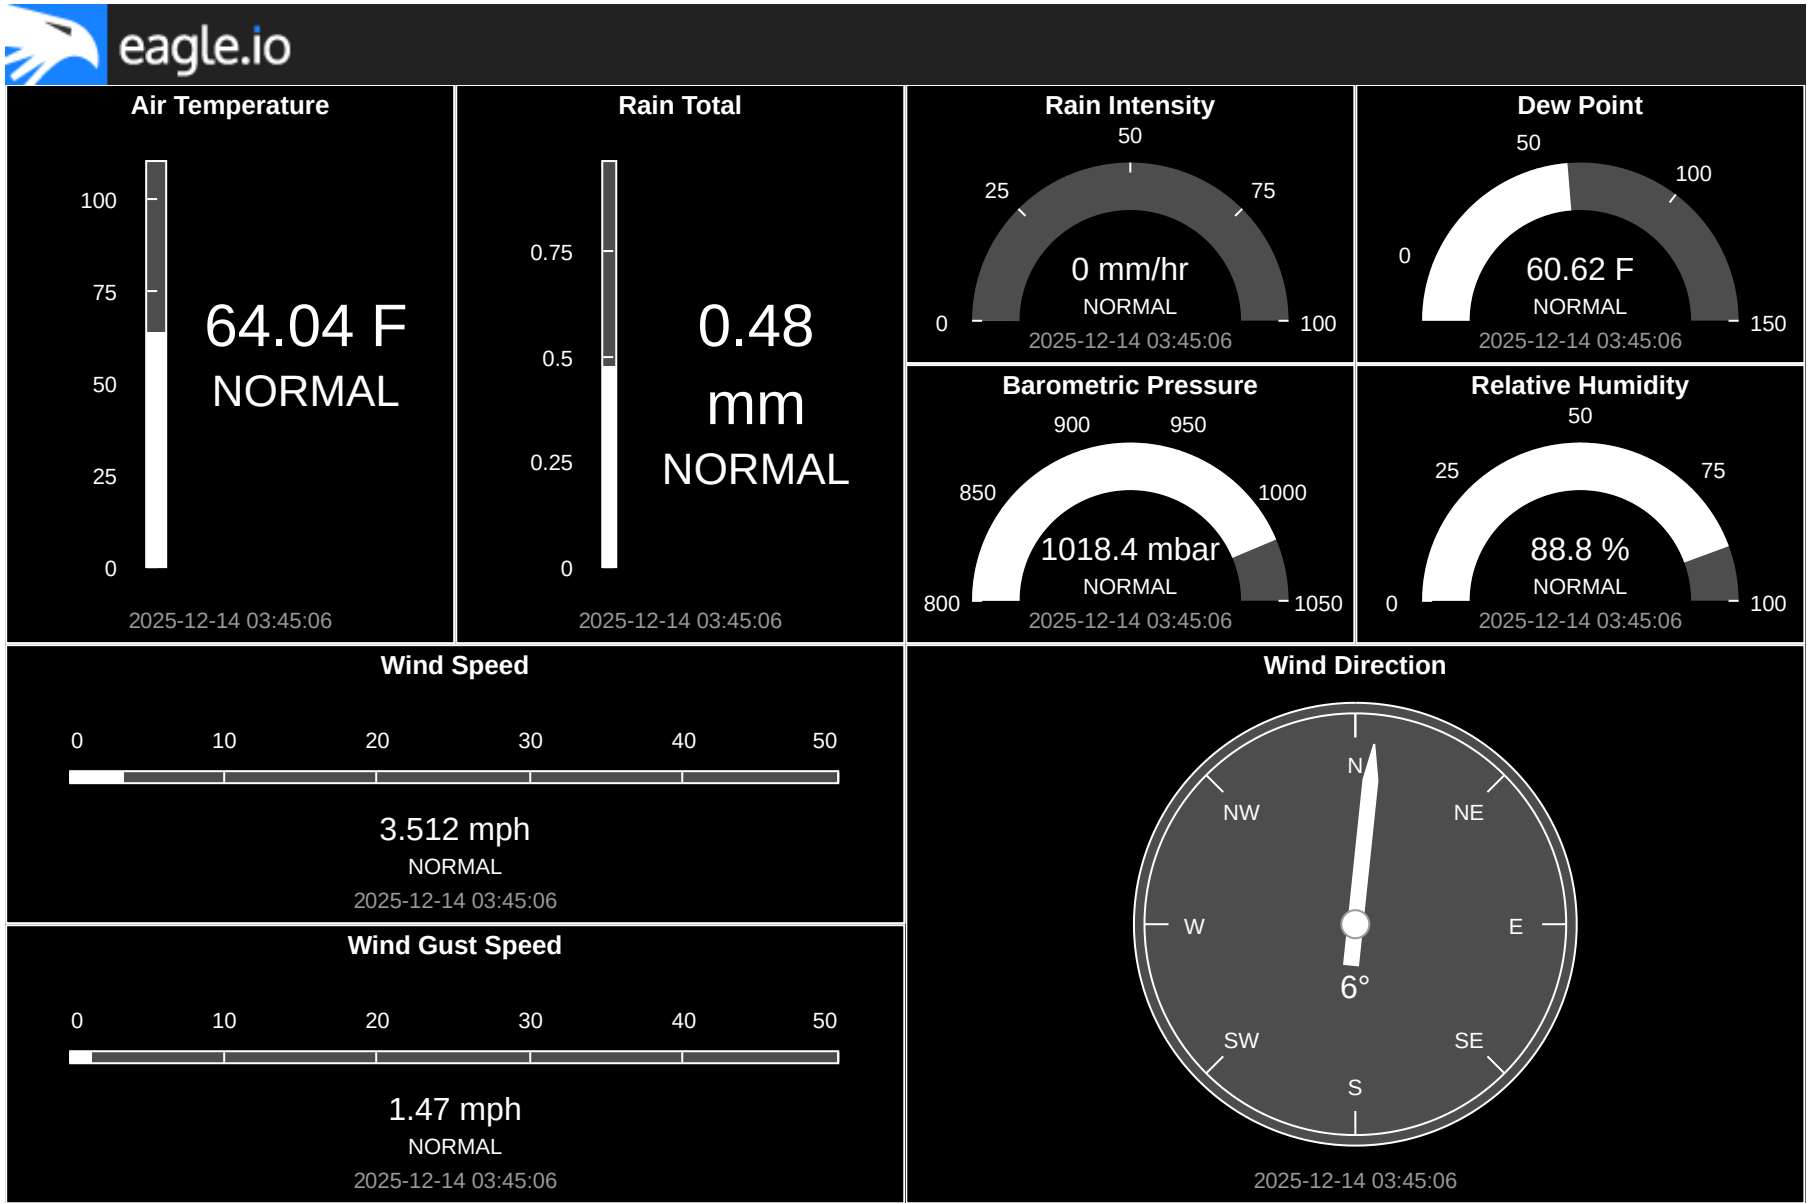 eagle.io
Air Temperature
100
75
50
25
0
64.04 F
NORMAL
2025-12-14 03:45:06
Rain Total
0.75
0.5
0.25
0
0.48
mm
NORMAL
2025-12-14 03:45:06
Rain Intensity
50
25
75
0
100
0 mm/hr
NORMAL
2025-12-14 03:45:06
Dew Point
50
100
0
150
60.62 F
NORMAL
2025-12-14 03:45:06
Barometric Pressure
900
950
850
1000
800
1050
1018.4 mbar
NORMAL
2025-12-14 03:45:06
Relative Humidity
50
25
75
0
100
88.8 %
NORMAL
2025-12-14 03:45:06
Wind Speed
0 10 20 30 40 50
3.512 mph
NORMAL
2025-12-14 03:45:06
Wind Gust Speed
0 10 20 30 40 50
1.47 mph
NORMAL
2025-12-14 03:45:06
Wind Direction
N
NW
NE
W
E
6°
SW
SE
S
2025-12-14 03:45:06